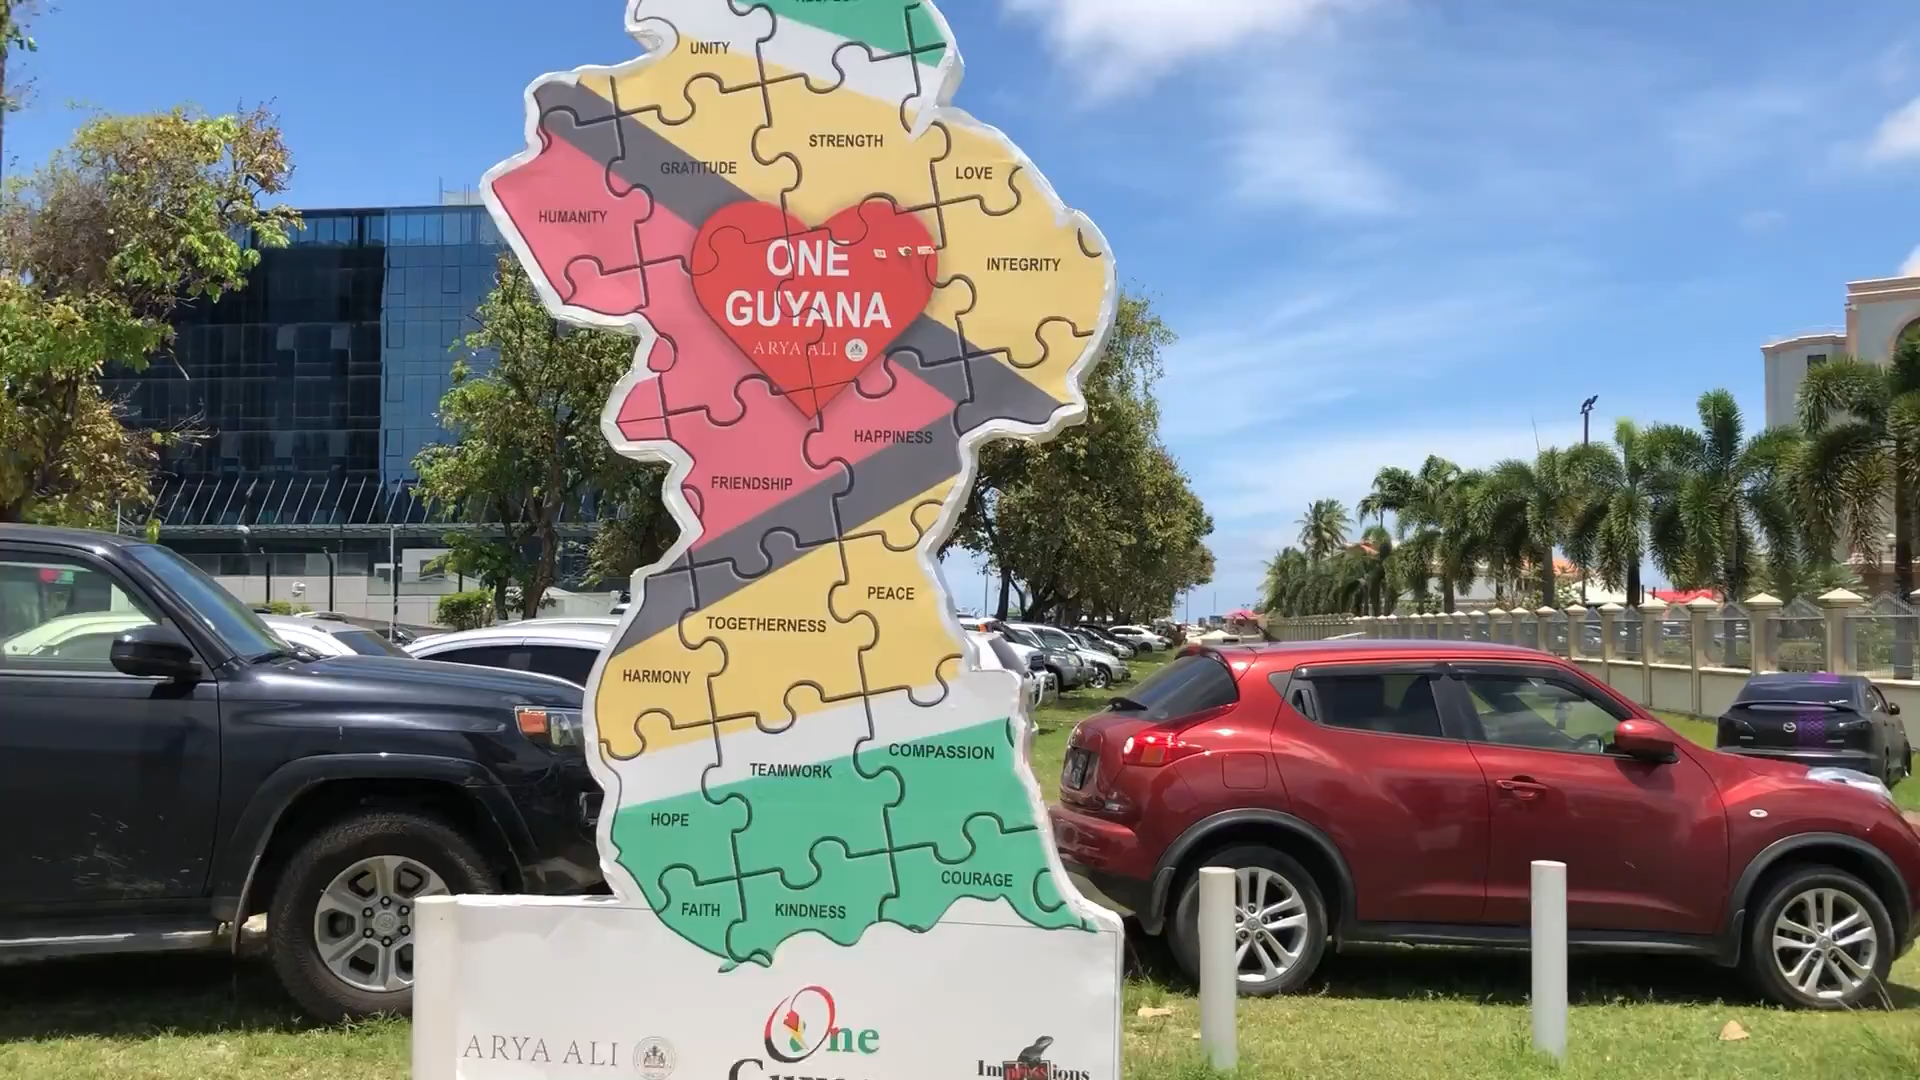 UNITY
STRENGTH
GRATITUDE
LOVE
HUMANITY
INTEGRITY
ONE
GUYANA
ARYA ALI
HAPPINESS
FRIENDSHIP
PEACE
TOGETHERNESS
HARMONY
COMPASSION
TEAMWORK
HOPE
COURAGE
FAITH
KINDNESS
One
ARYA ALI
Impressions